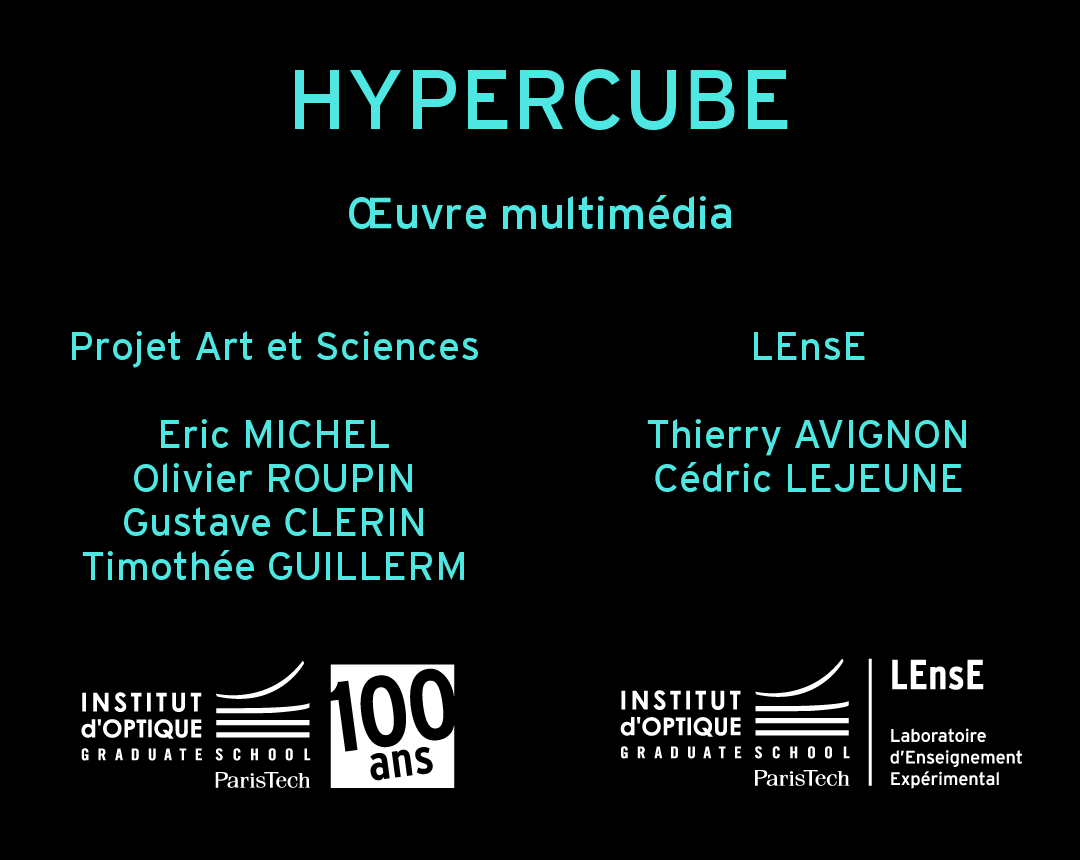 HYPERCUBE
Œuvre multimédia
Projet Art et Sciences
Eric MICHEL
Olivier ROUPIN
Gustave CLERIN
Timothée GUILLERM
LEnsE
Thierry AVIGNON
Cédric LEJEUNE
INSTITUT
d'OPTIQUE
GRADUATE SCHOOL
ParisTech
100
ans
INSTITUT
d'OPTIQUE
GRADUATE SCHOOL
ParisTech
LEnsE
Laboratoire
d'Enseignement
Expérimental